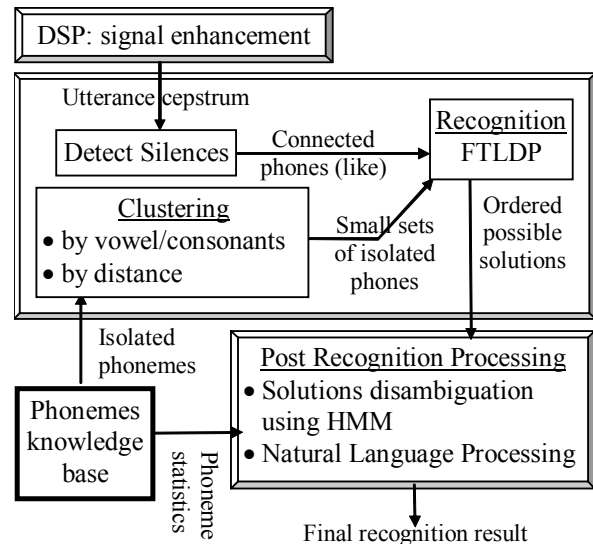 DSP: signal enhancement
Utterance cepstrum
Detect Silences
Connected
phones (like)
Recognition
FTLDP
Clustering
• by vowel/consonants
• by distance
Small sets
of isolated
phones
Ordered
possible
solutions
Isolated
phonemes
Phonemes
knowledge
base
Phoneme
statistics
Post Recognition Processing
• Solutions disambiguation
using HMM
• Natural Language Processing
Final recognition result